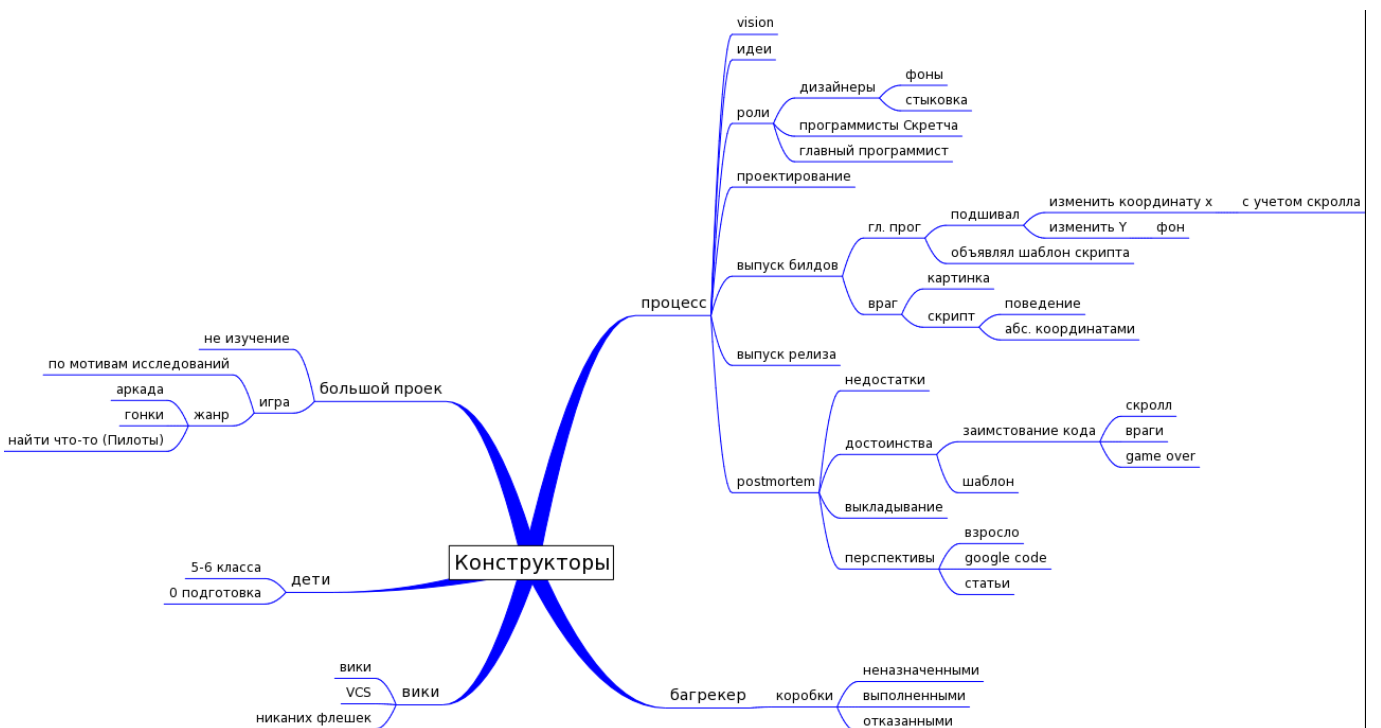 vision
идеи
фоны
дизайнеры
стыковка
роли
программисты Скретча
главный программист
проектирование
изменить координату x
с учетом скролла
подшивал
изменить Y
фон
гл. прог
объявлял шаблон скрипта
выпуск билдов
картинка
враг
поведение
скрипт
абс. координатами
процесс
выпуск релиза
недостатки
скролл
заимстование кода
враги
достоинства
game over
postmortem
шаблон
выкладывание
взросло
перспективы
google code
статьи
не изучение
по мотивам исследований
большой проек
аркада
игра
гонки
жанр
найти что-то (Пилоты)
Конструкторы
5-6 класса
дети
0 подготовка
вики
VCS
вики
никаних флешек
багрекер
коробки
неназначенными
выполненными
отказанными